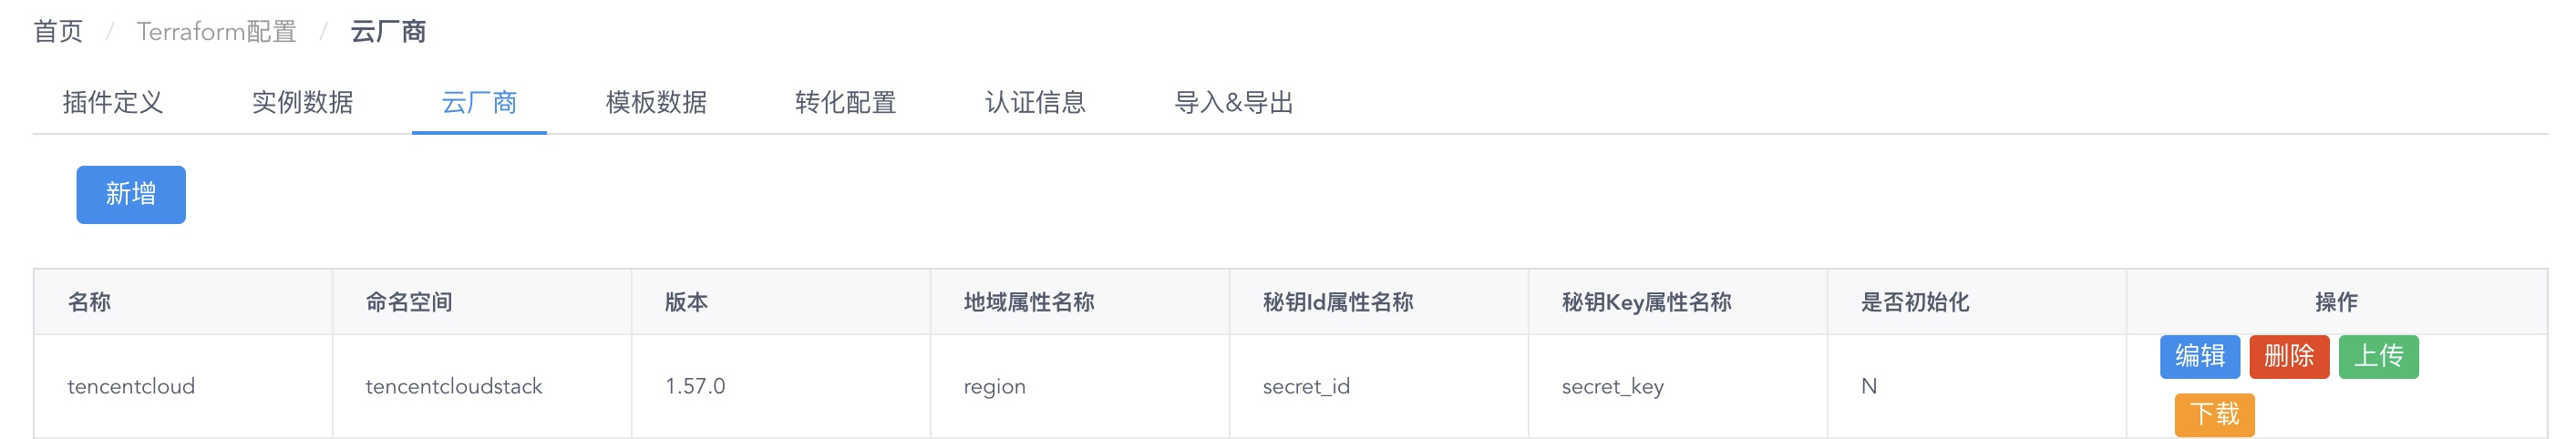 首页 / Terraform配置 / 云厂商
插件定义 实例数据 云厂商 模板数据 转化配置 认证信息 导入&导出
新增
名称 命名空间 版本 地域属性名称 秘钥Id属性名称 秘钥Key属性名称 是否初始化 操作
tencentcloud tencentcloudstack 1.57.0 region secret_id secret_key N 编辑 删除 上传
下载